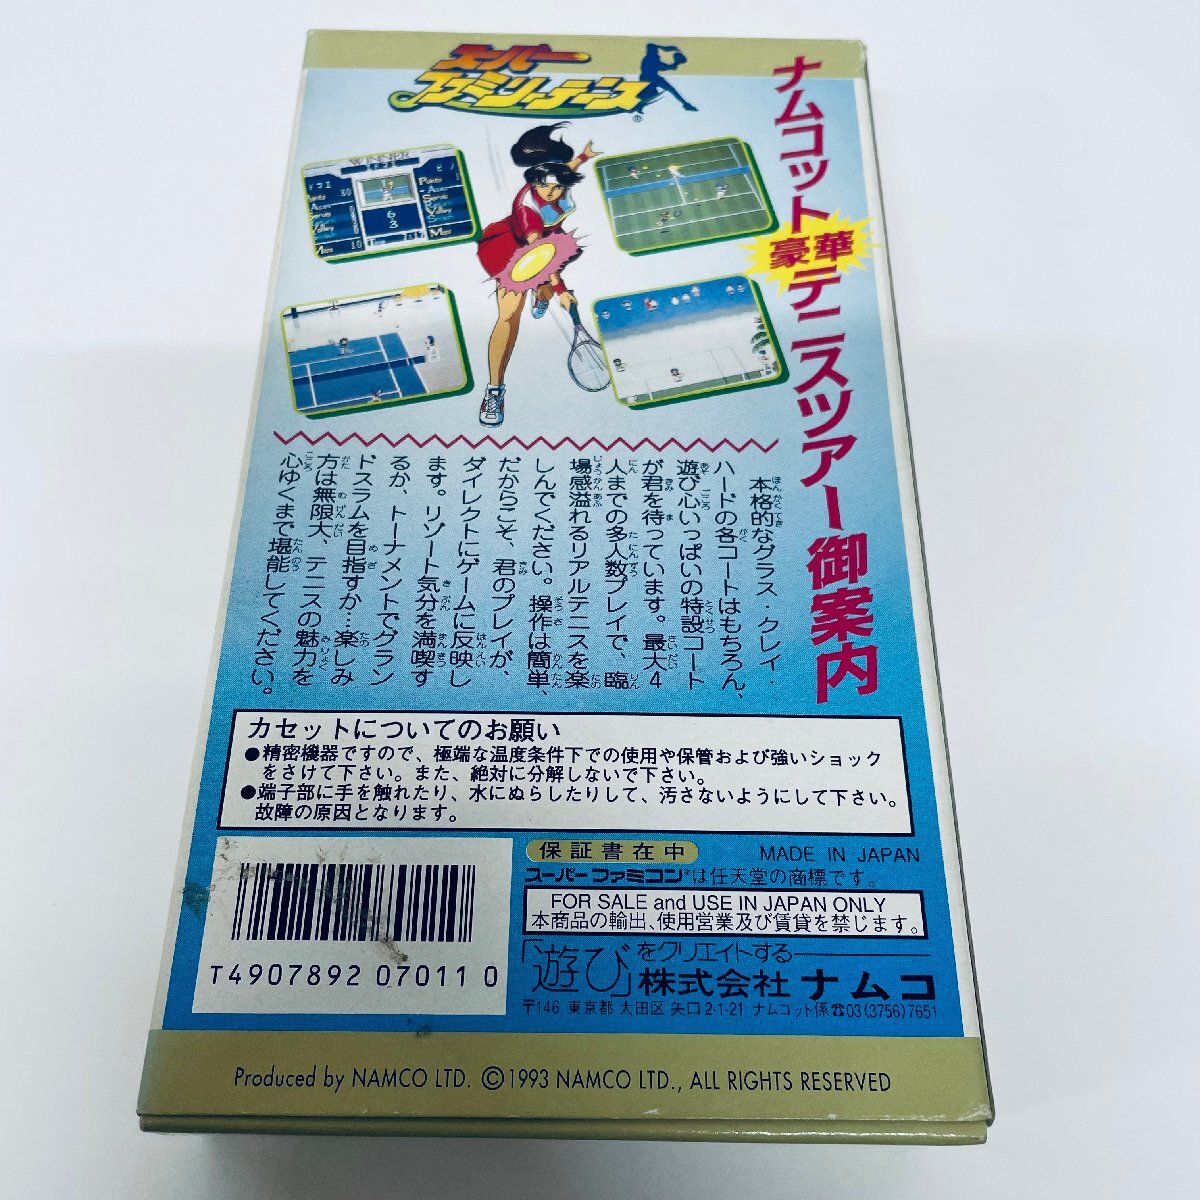 スーパー
ファミリーテニス
®
ナムコット豪華テニスツアー御案内
WINNER
ドマエ
Points 30
Aces
Servis
Volley
Miss 10
6
3
ピノ
Points
Aces
Servis
Volley
Miss
本格的なグラス・クレイ・
ハードの各コートはもちろん、
遊び心いっぱいの特設コート
が君を待っています。最大4
人までの多人数プレイで、臨
場感溢れるリアルテニスを楽
しんでください。操作は簡単、
だからこそ、君のプレイが、
ダイレクトにゲームに反映し
ます。リゾート気分を満喫す
るか、トーナメントでグラン
ドスラムを目指すか…楽しみ
方は無限大、テニスの魅力を
心ゆくまで堪能してください。
カセットについてのお願い
●精密機器ですので、極端な温度条件下での使用や保管および強いショック
をさけて下さい。また、絶対に分解しないで下さい。
●端子部に手を触れたり、水にぬらしたりして、汚さないようにして下さい。
故障の原因となります。
保証書在中
MADE IN JAPAN
スーパーファミコン®は任天堂の商標です。
FOR SALE and USE IN JAPAN ONLY
本商品の輸出、使用営業及び賃貸を禁じます。
「遊び」をクリエイトする
株式会社ナムコ
〒146 東京都 大田区 矢口2-1-21 ナムコット係☎03(3756)7651
T4907892 07011 0
Produced by NAMCO LTD. ©1993 NAMCO LTD., ALL RIGHTS RESERVED